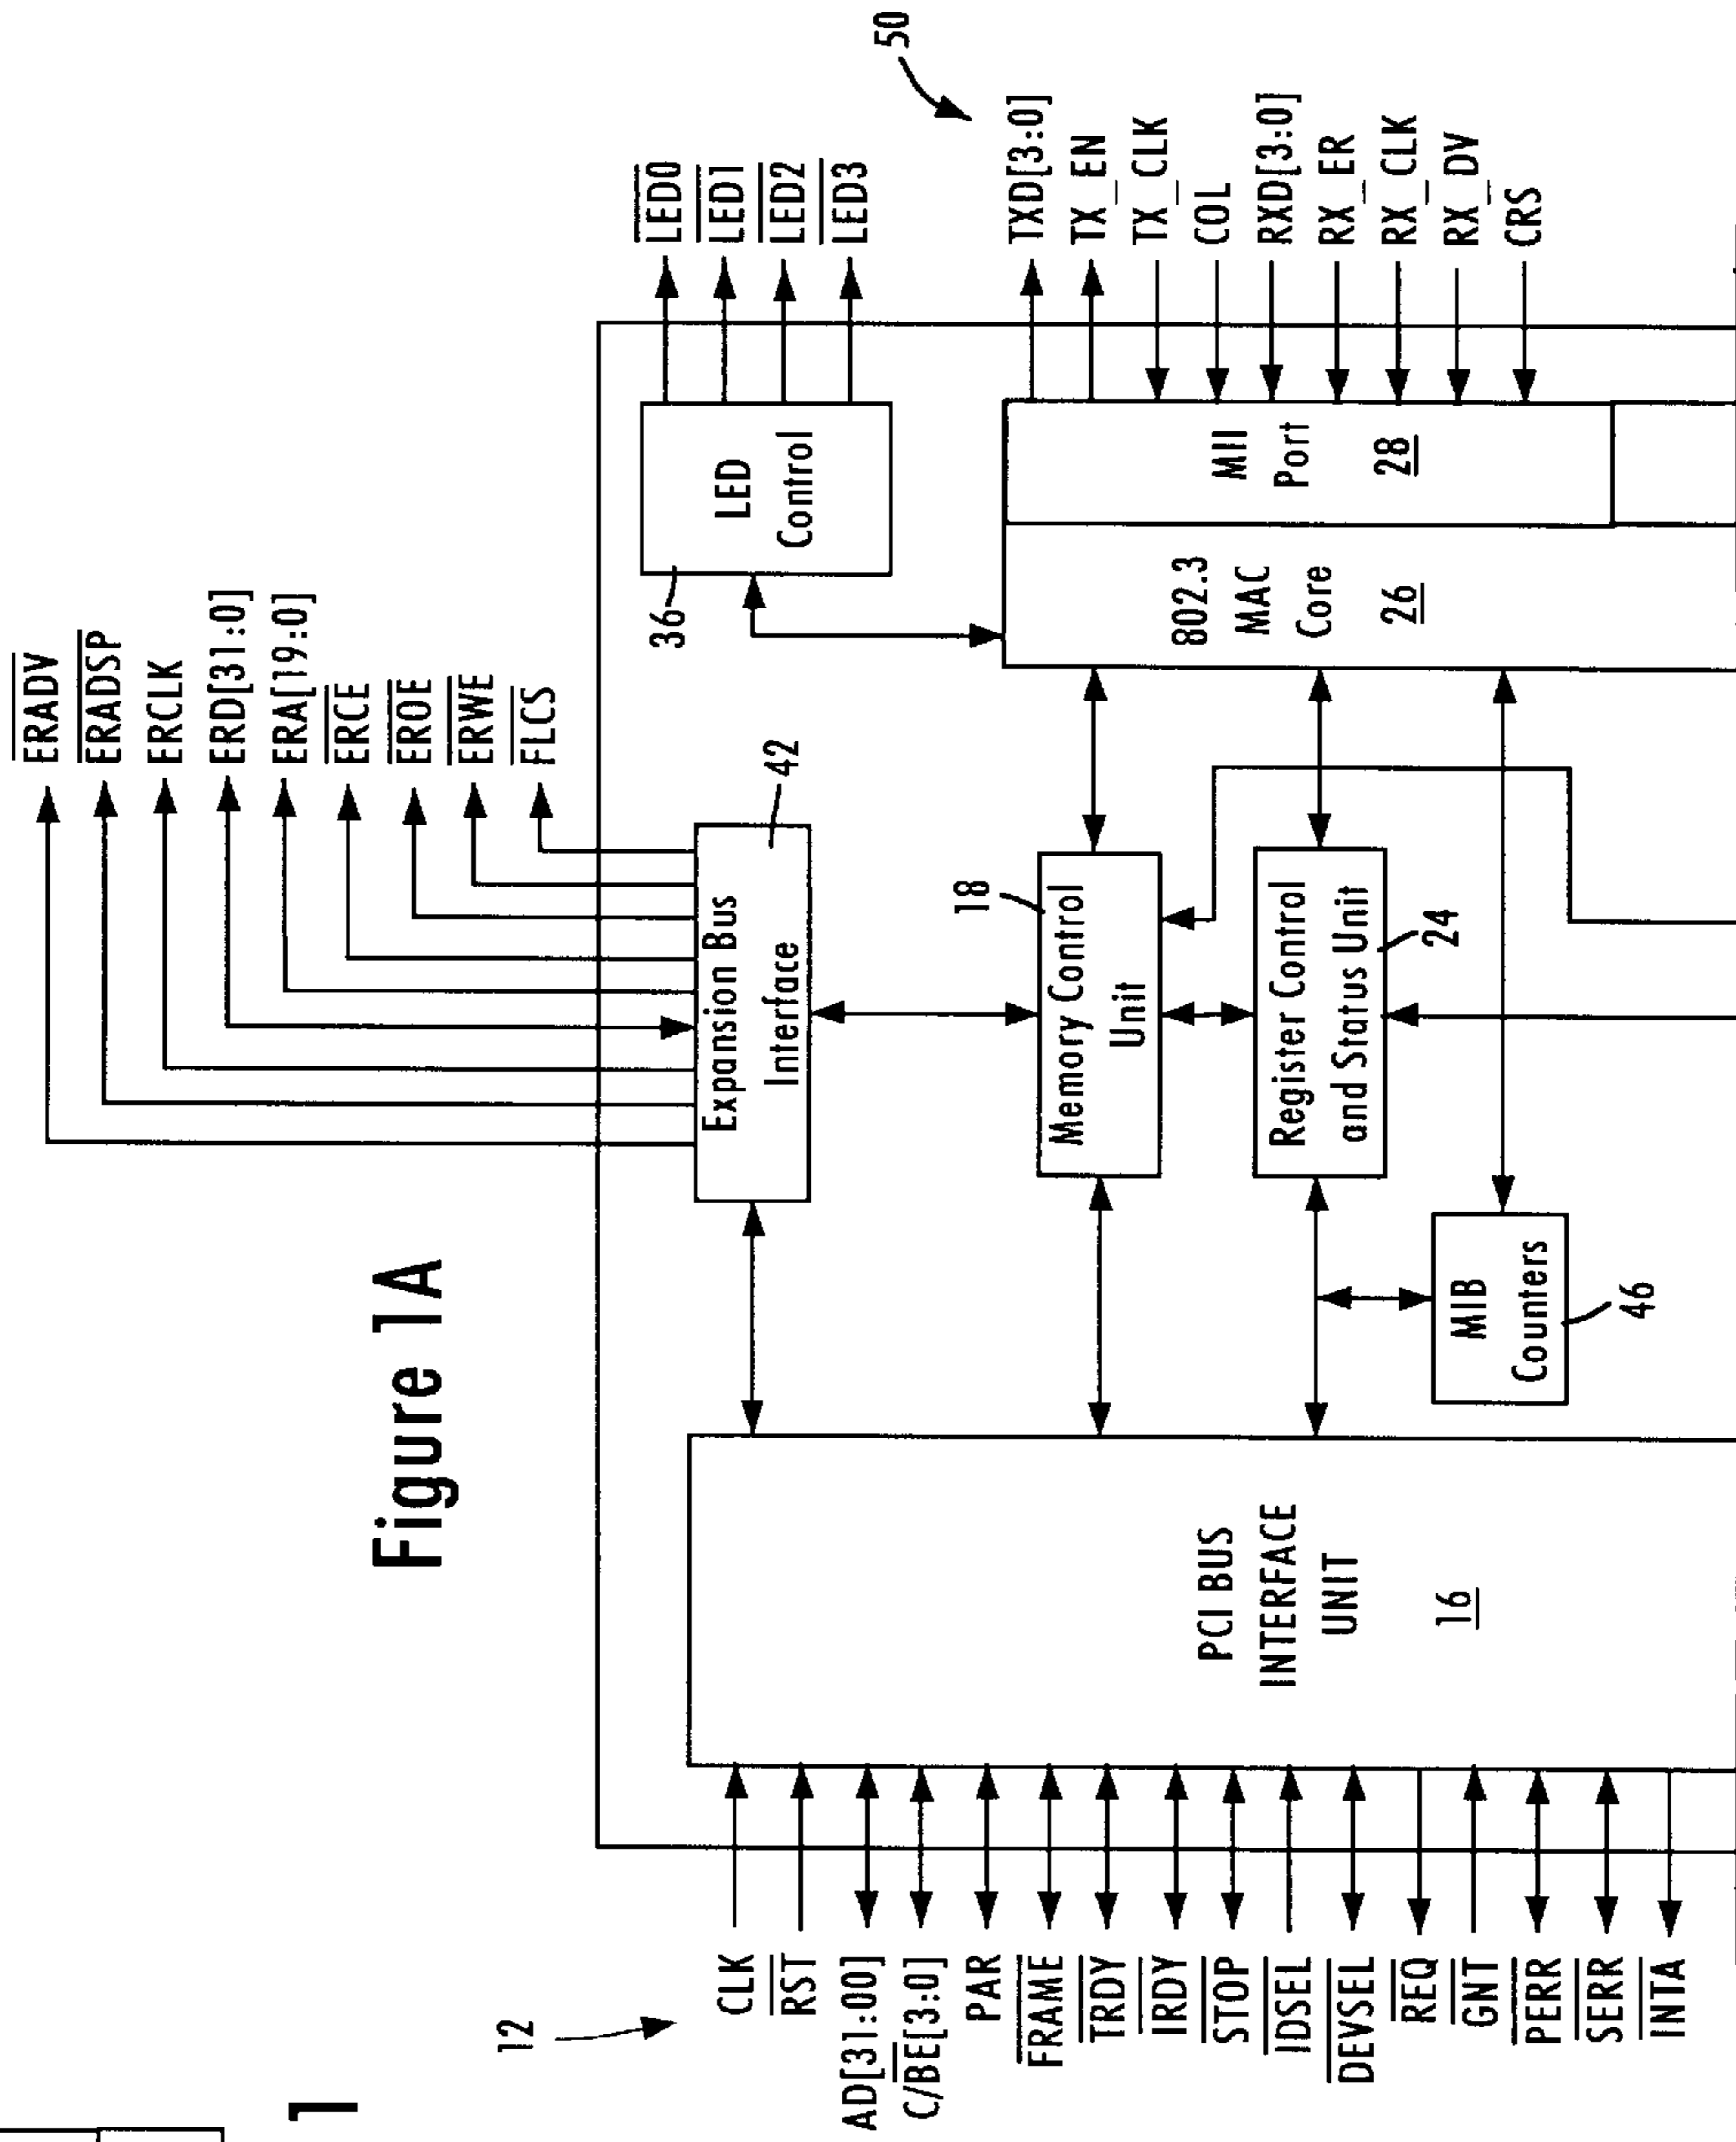 Figure 1A
1
12
CLK
RST
AD[31:00]
C/BE[3:0]
PAR
FRAME
TRDY
IRDY
STOP
IDSEL
DEVSEL
REQ
GNT
PERR
SERR
INTA
PCI BUS
INTERFACE
UNIT
16
ERADV
ERADSP
ERCLK
ERD[31:0]
ERA[19:0]
ERCE
EROE
ERWE
FLCS
Expansion Bus
Interface
42
18
Memory Control
Unit
Register Control
and Status Unit
24
MIB
Counters
46
36
LED
Control
LED0
LED1
LED2
LED3
802.3
MAC
Core
26
MII
Port
28
50
TXD[3:0]
TX_EN
TX_CLK
COL
RXD[3:0]
RX_ER
RX_CLK
RX_DV
CRS